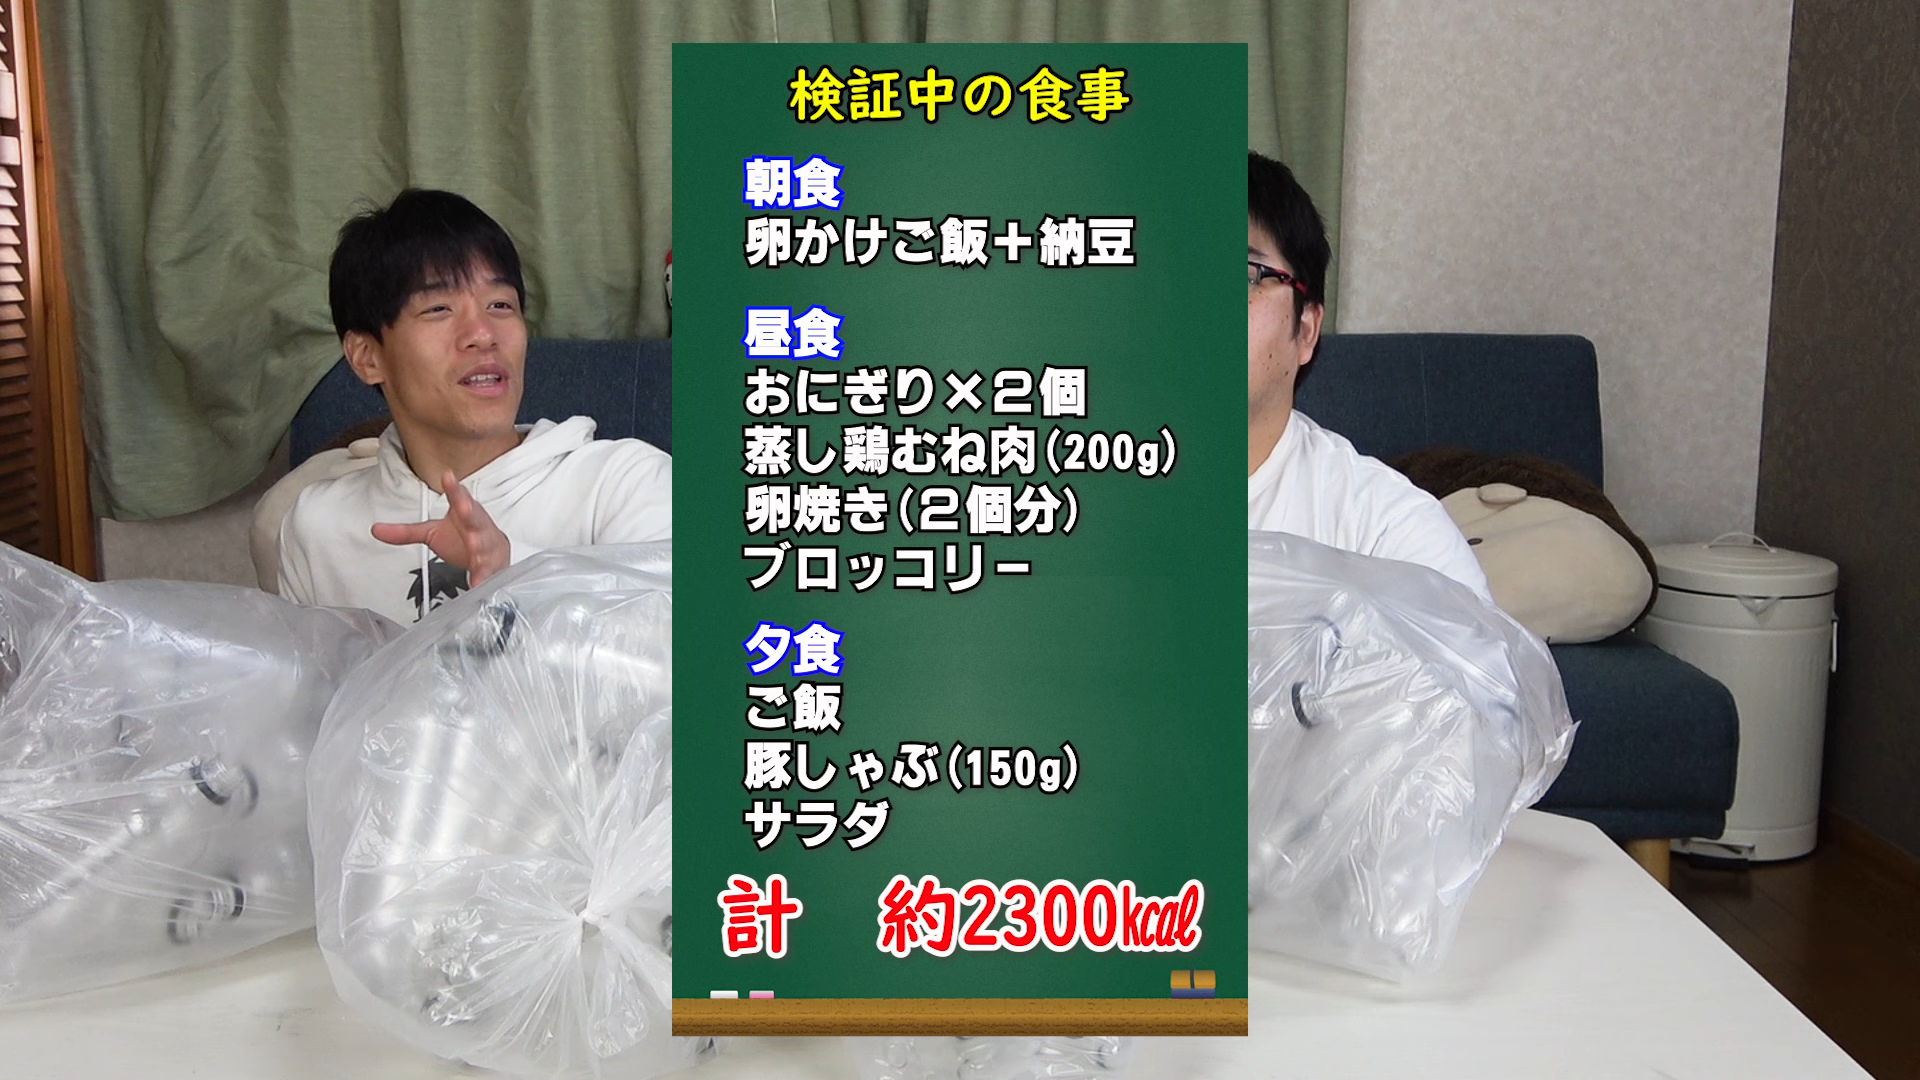 検証中の食事
朝食
卵かけご飯＋納豆
昼食
おにぎり×２個
蒸し鶏むね肉(200g)
卵焼き(２個分)
ブロッコリー
夕食
ご飯
豚しゃぶ(150g)
サラダ
計　約2300㎉